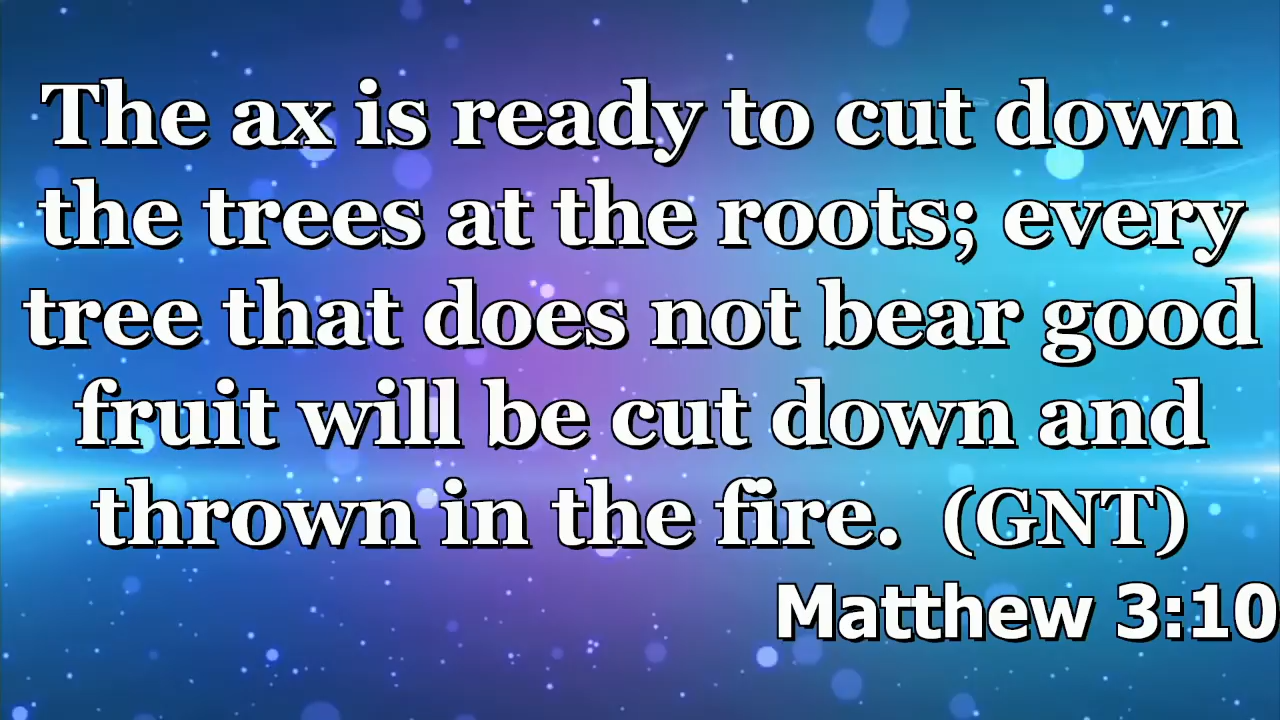 The ax is ready to cut down
the trees at the roots; every
tree that does not bear good
fruit will be cut down and
thrown in the fire. (GNT)
Matthew 3:10